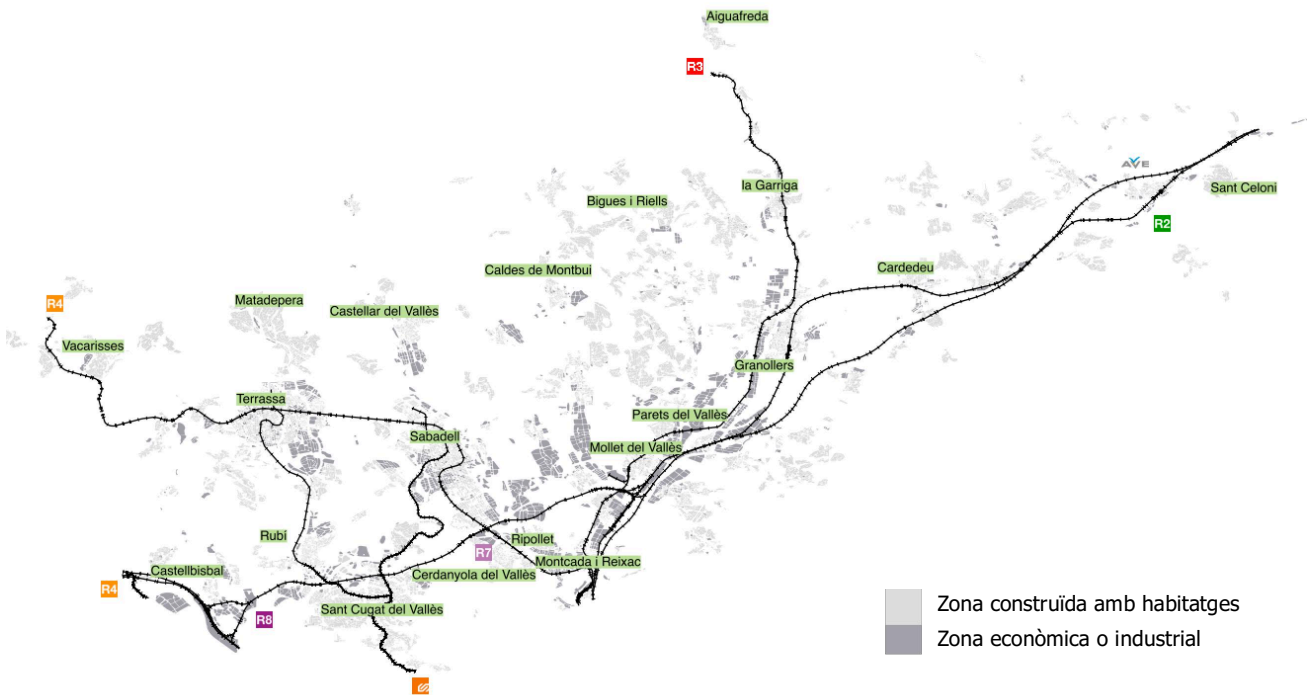 Aiguafreda
R3
AVE
la Garriga
Sant Celoni
Bigues i Riells
R2
Caldes de Montbui
Cardedeu
R4
Matadepera
Castellar del Vallès
Vacarisses
Granollers
Terrassa
Parets del Vallès
Sabadell
Mollet del Vallès
Rubí
Ripollet
R7
Montcada i Reixac
Castellbisbal
Cerdanyola del Vallès
R4
Sant Cugat del Vallès
R8
Zona construïda amb habitatges
Zona econòmica o industrial